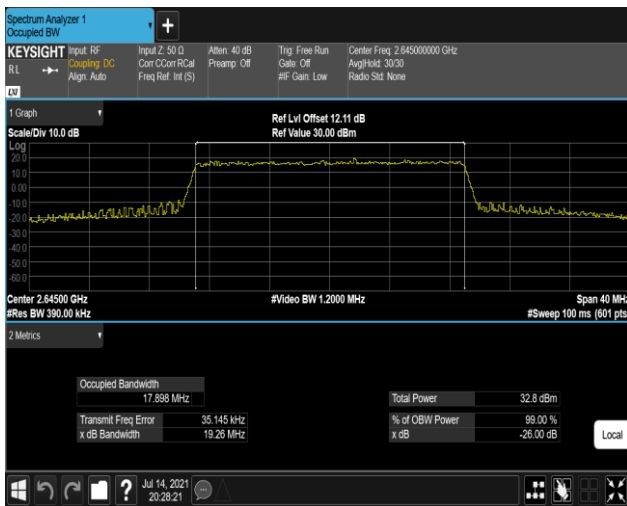 Spectrum Analyzer 1
Occupied BW
KEYSIGHT Input: RF Input Z: 50 Ω Atten: 40 dB Trig: Free Run Center Freq: 2.645000000 GHz
RL Coupling: DC Corr CCorr RCal Preamp: Off Gate: Off Avg|Hold: 30/30
Align: Auto Freq Ref: Int (S) #IF Gain: Low Radio Std: None
LXI
1 Graph Ref Lvl Offset 12.11 dB
Scale/Div 10.0 dB Ref Value 30.00 dBm
Log
20.0
10.0
0.00
-10.0
-20.0
-30.0
-40.0
-50.0
-60.0
Center 2.64500 GHz #Video BW 1.2000 MHz Span 40 MHz
#Res BW 390.00 kHz #Sweep 100 ms (601 pts
2 Metrics
Occupied Bandwidth
17.898 MHz Total Power 32.8 dBm
Transmit Freq Error 35.145 kHz % of OBW Power 99.00 %
x dB Bandwidth 19.26 MHz x dB -26.00 dB
Local
? Jul 14, 2021
20:28:21